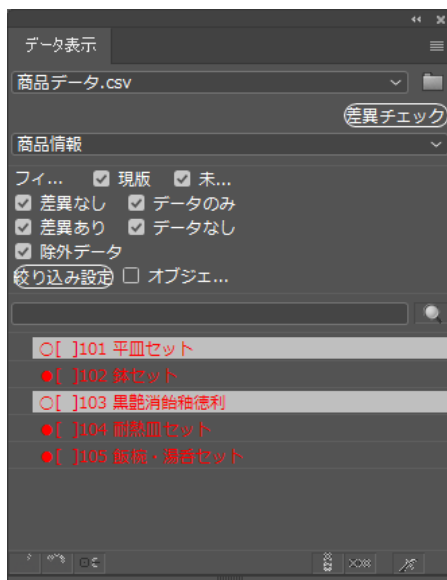 データ表示
商品データ.csv
差異チェック
商品情報
フィ... 現版 未...
差異なし データのみ
差異あり データなし
除外データ
絞り込み設定 オブジェ...
○[ ]101 平皿セット
●[ ]102 鉢セット
○[ ]103 黒艶消飴釉徳利
●[ ]104 耐熱皿セット
●[ ]105 飯椀・湯呑セット